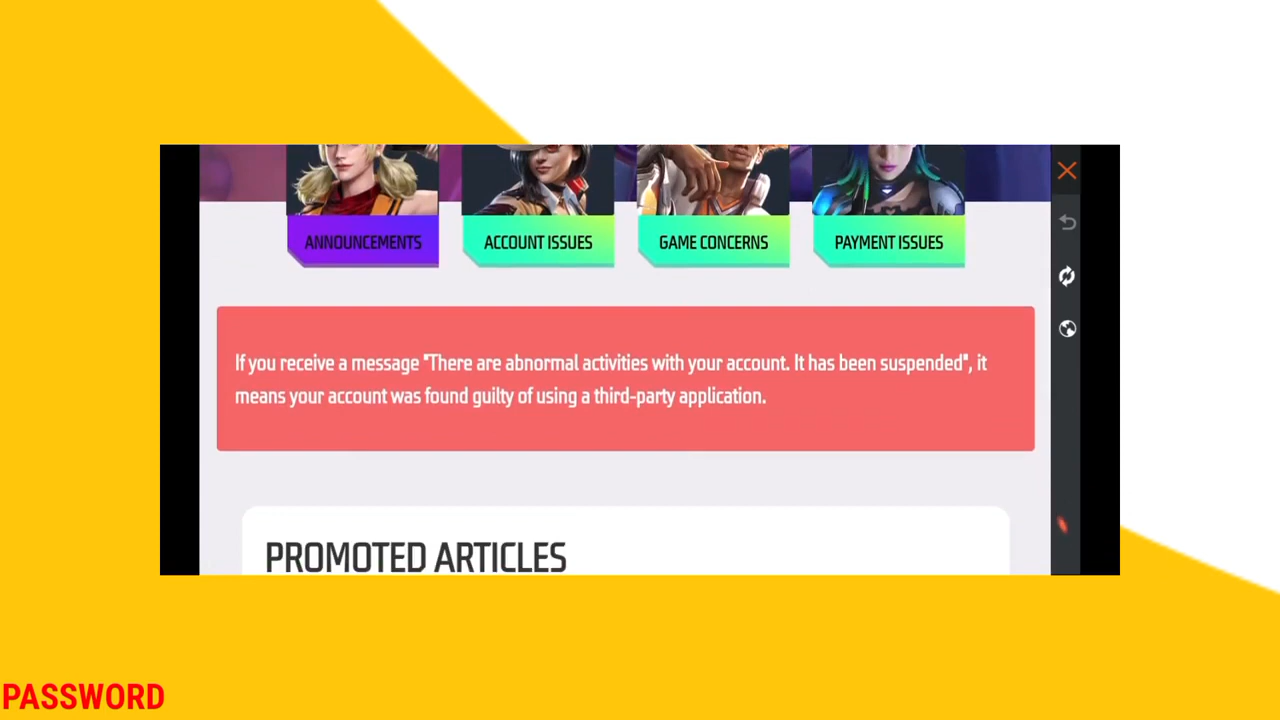 ANNOUNCEMENTS
ACCOUNT ISSUES
GAME CONCERNS
PAYMENT ISSUES
If you receive a message "There are abnormal activities with your account. It has been suspended", it
means your account was found guilty of using a third-party application.
PROMOTED ARTICLES
PASSWORD